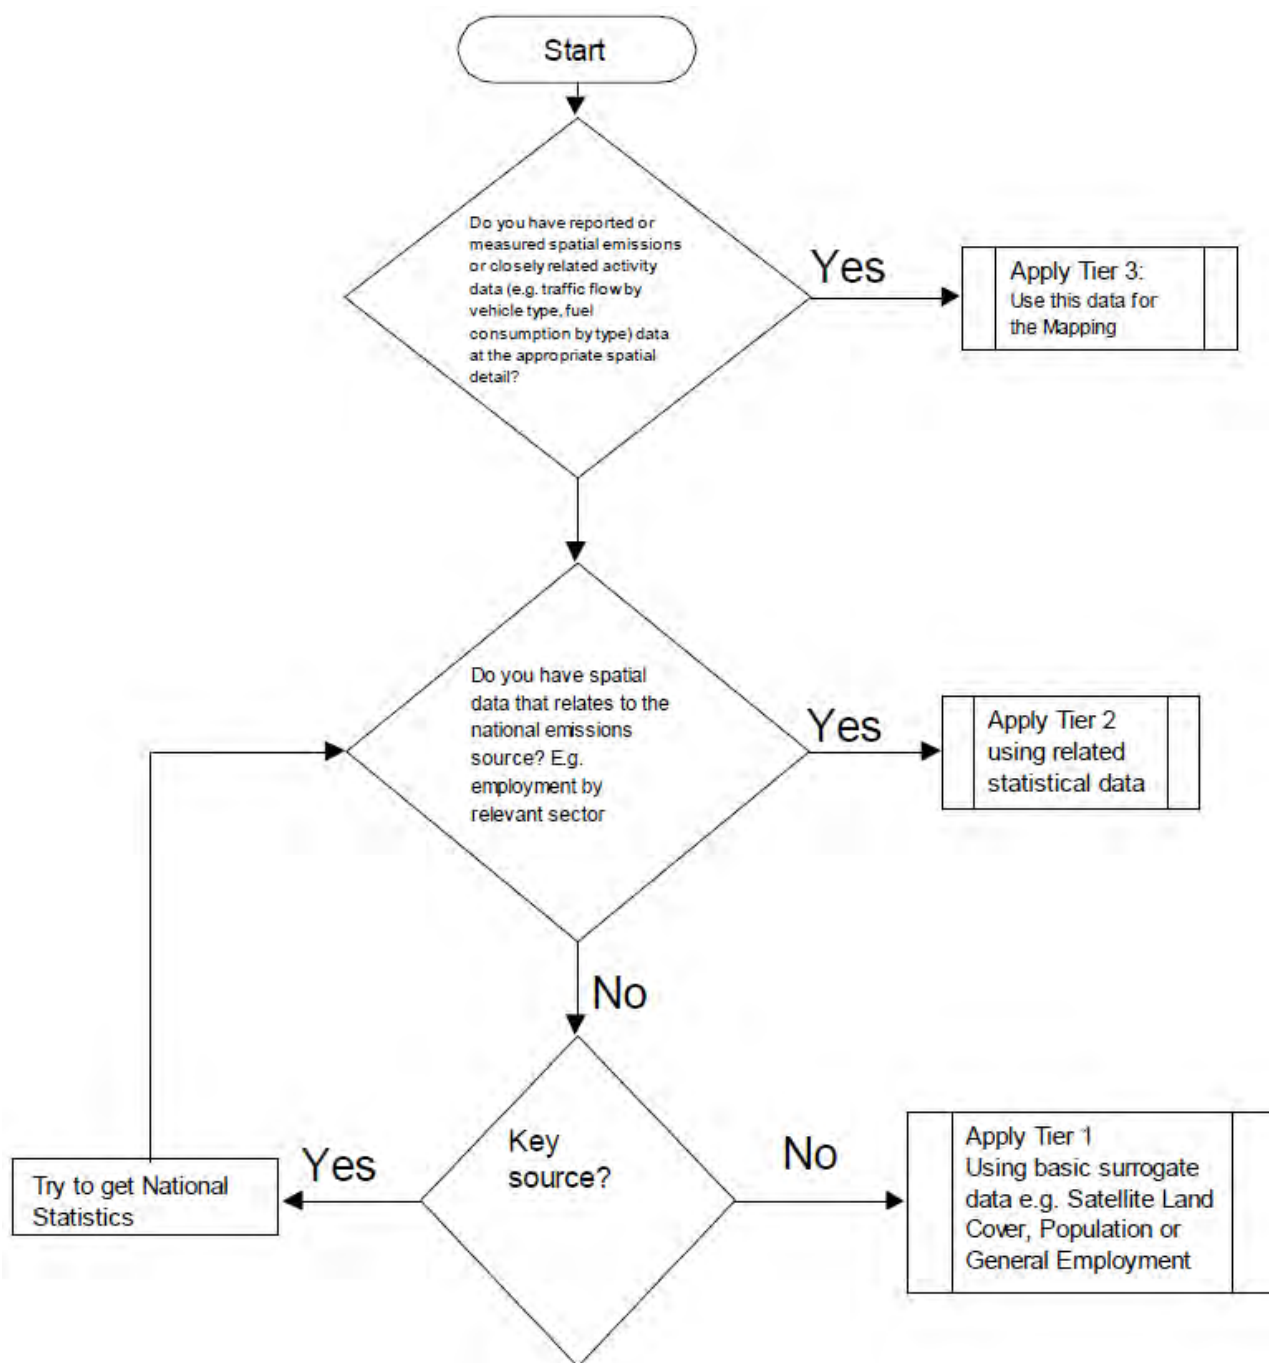 Start
Do you have reported or
measured spatial emissions
or closely related activity
data (e.g. traffic flow by
vehicle type, fuel
consumption by type) data
at the appropriate spatial
detail?
Yes
Apply Tier 3:
Use this data for
the Mapping
Do you have spatial
data that relates to the
national emissions
source? E.g.
employment by
relevant sector
Yes
Apply Tier 2
using related
statistical data
No
Key
source?
Yes
Try to get National
Statistics
No
Apply Tier 1
Using basic surrogate
data e.g. Satellite Land
Cover, Population or
General Employment